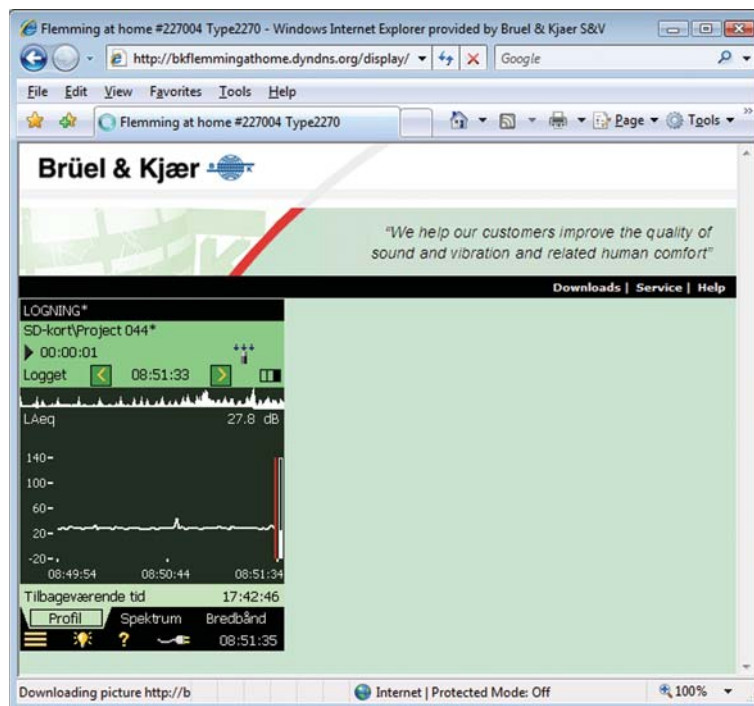 Flemming at home #227004 Type2270 - Windows Internet Explorer provided by Bruel & Kjaer S&V
http://bkflemmingathome.dyndns.org/display/
Google
File Edit View Favorites Tools Help
Flemming at home #227004 Type2270
Page Tools
Brüel & Kjær
"We help our customers improve the quality of
sound and vibration and related human comfort"
Downloads | Service | Help
LOGNING*
SD-kort\Project 044*
00:00:01
Logget 08:51:33
LAeq 27.8 dB
140-
100-
60-
20-
-20-
08:49:54 08:50:44 08:51:34
Tilbageværende tid 17:42:46
Profil Spektrum Bredbånd
? 08:51:35
Downloading picture http://b
Internet | Protected Mode: Off
100%